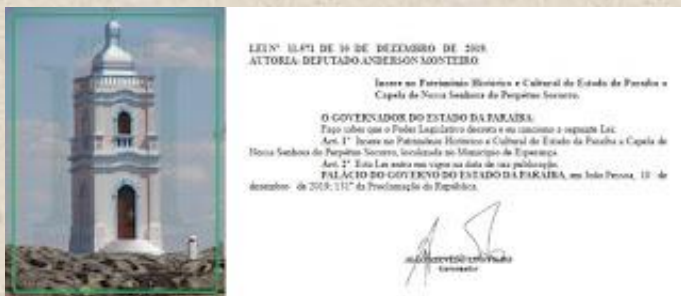 LEI Nº 11.571 DE 10 DE DEZEMBRO DE 2019.
AUTORIA: DEPUTADO ANDERSON MONTEIRO
Insere no Patrimônio Histórico e Cultural do Estado da Paraíba a
Capela de Nossa Senhora do Perpétuo Socorro.
O GOVERNADOR DO ESTADO DA PARAÍBA:
Faço saber que o Poder Legislativo decreta e eu sanciono a seguinte Lei:
Art. 1º Insere no Patrimônio Histórico e Cultural do Estado da Paraíba a Capela de
Nossa Senhora do Perpétuo Socorro, localizada no Município de Esperança.
Art. 2º Esta Lei entra em vigor na data de sua publicação.
PALÁCIO DO GOVERNO DO ESTADO DA PARAÍBA, em João Pessoa, 10 de
dezembro de 2019; 131º da Proclamação da República.
Governador